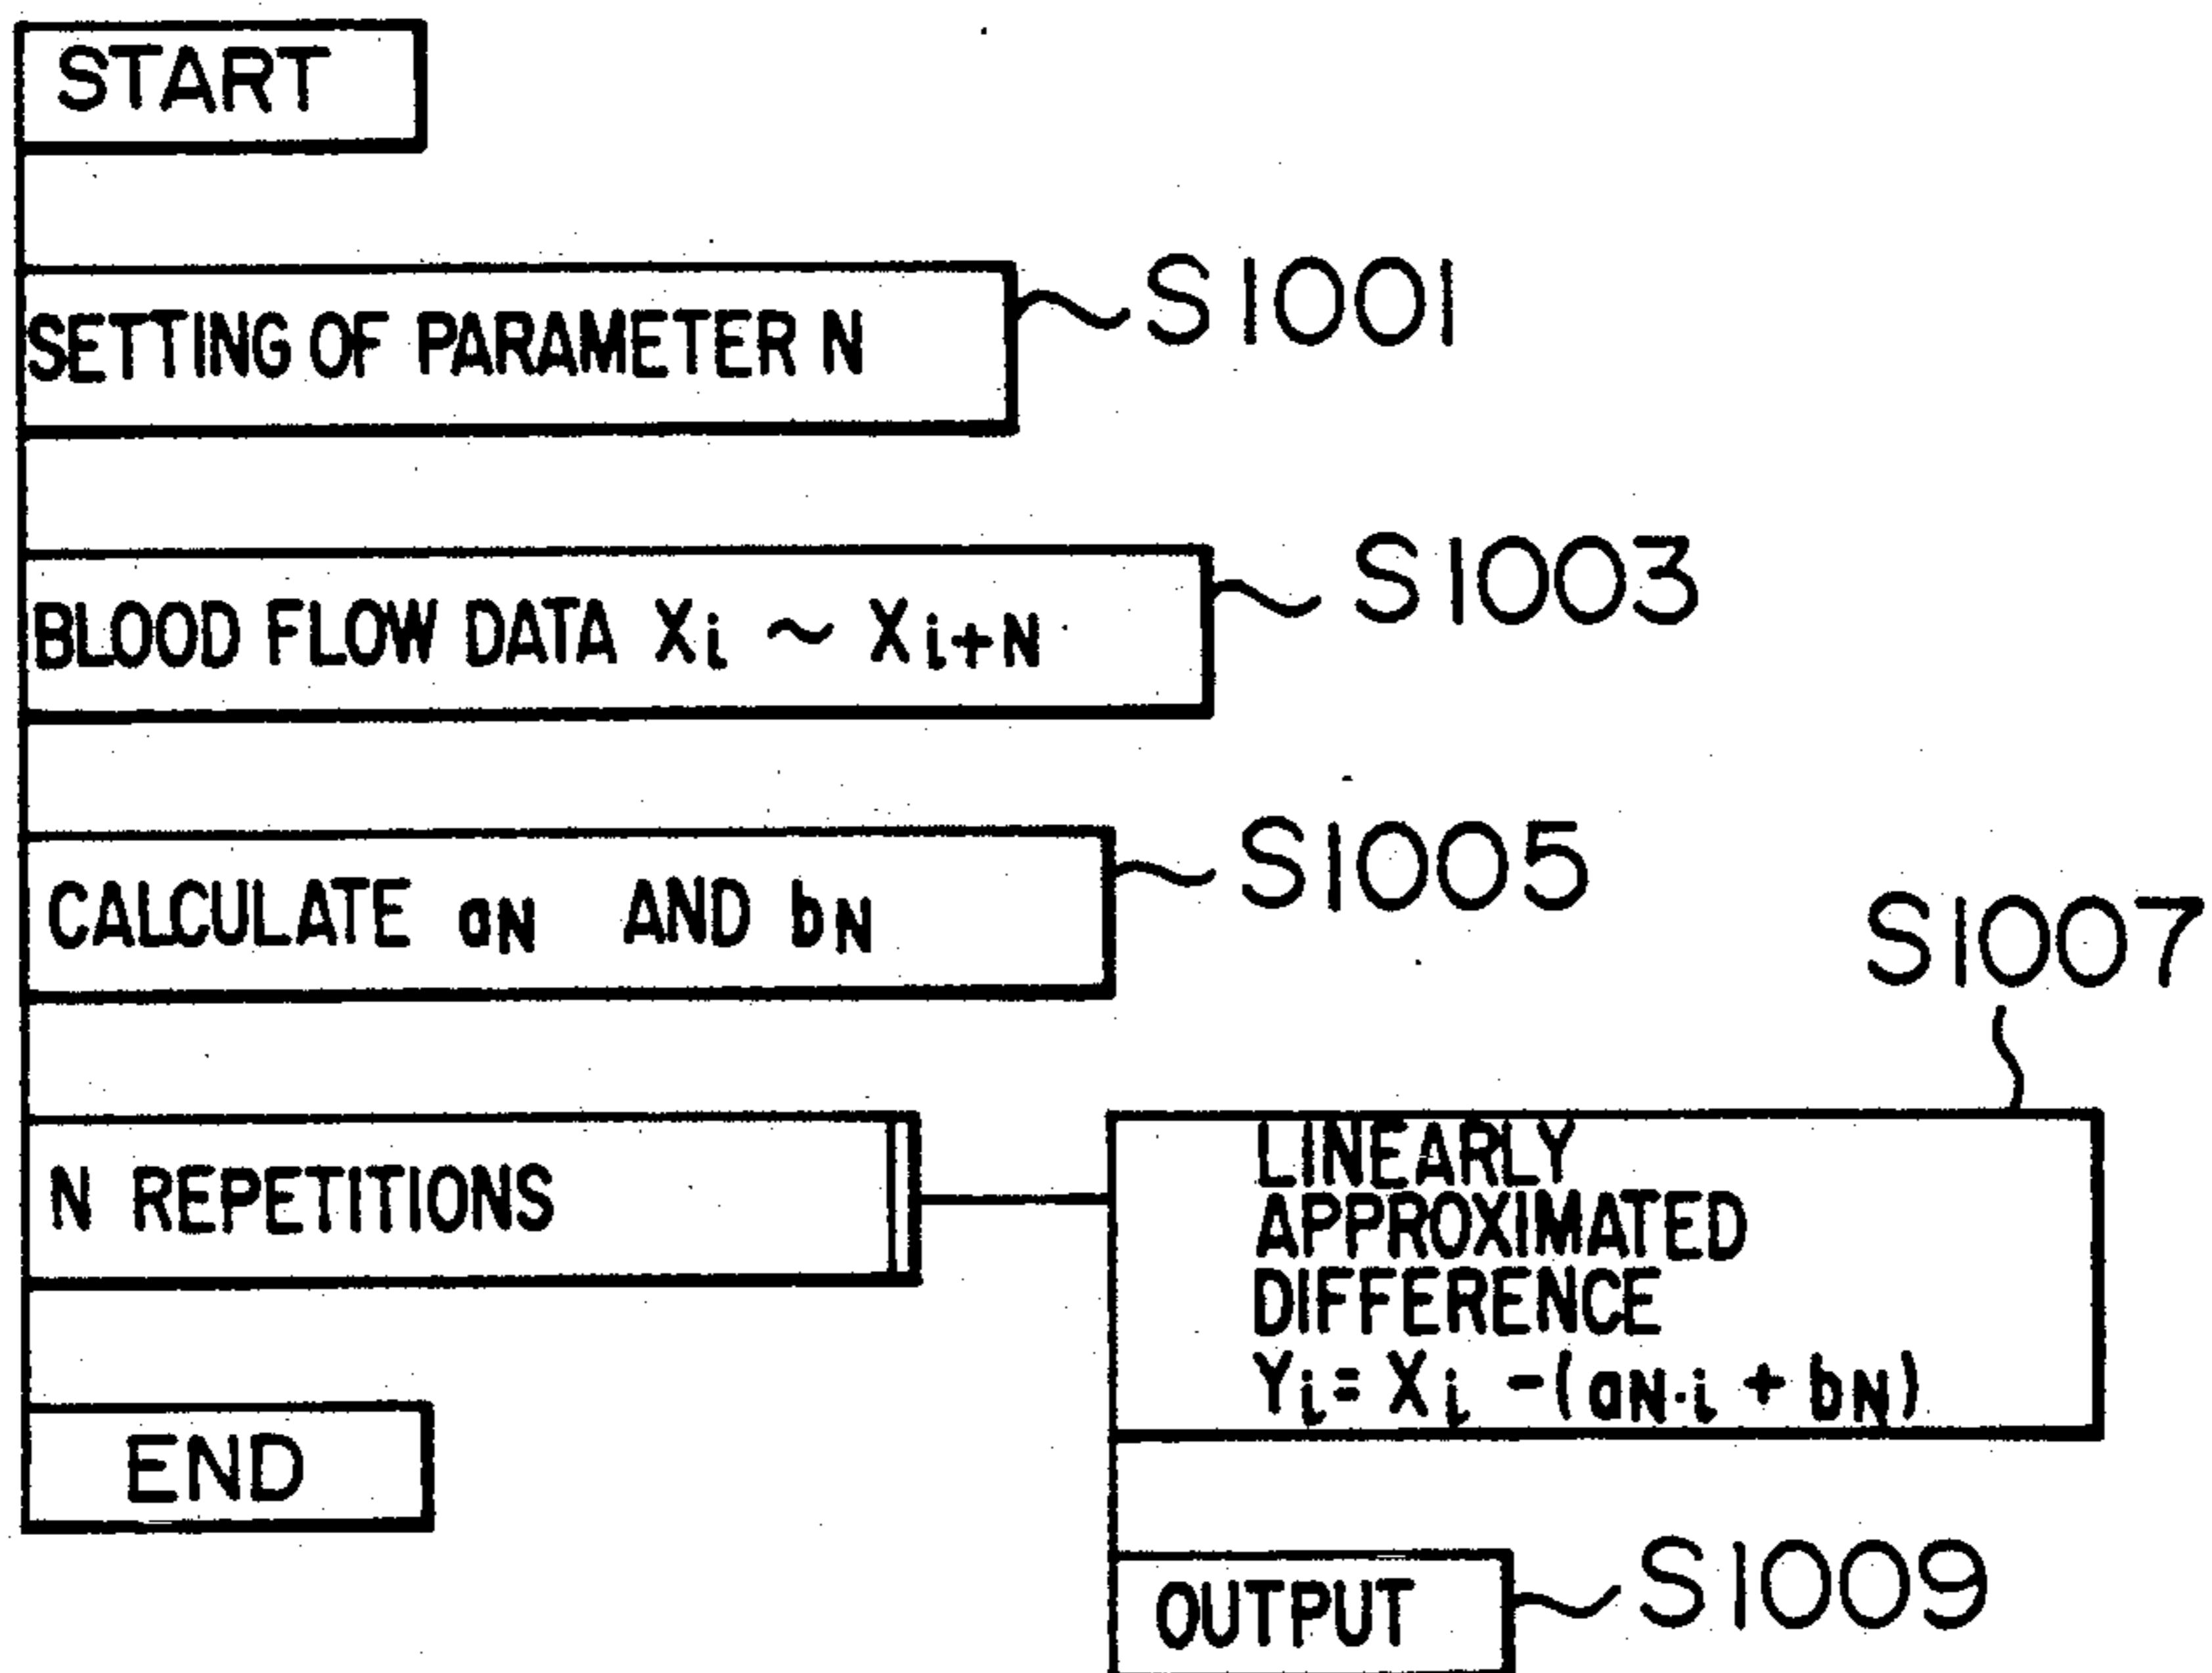 START
SETTING OF PARAMETER N
S1001
BLOOD FLOW DATA Xi ~ Xi+N
S1003
CALCULATE aN AND bN
S1005
S1007
N REPETITIONS
LINEARLY
APPROXIMATED
DIFFERENCE
Yi = Xi - (aN·i + bN)
END
OUTPUT
S1009